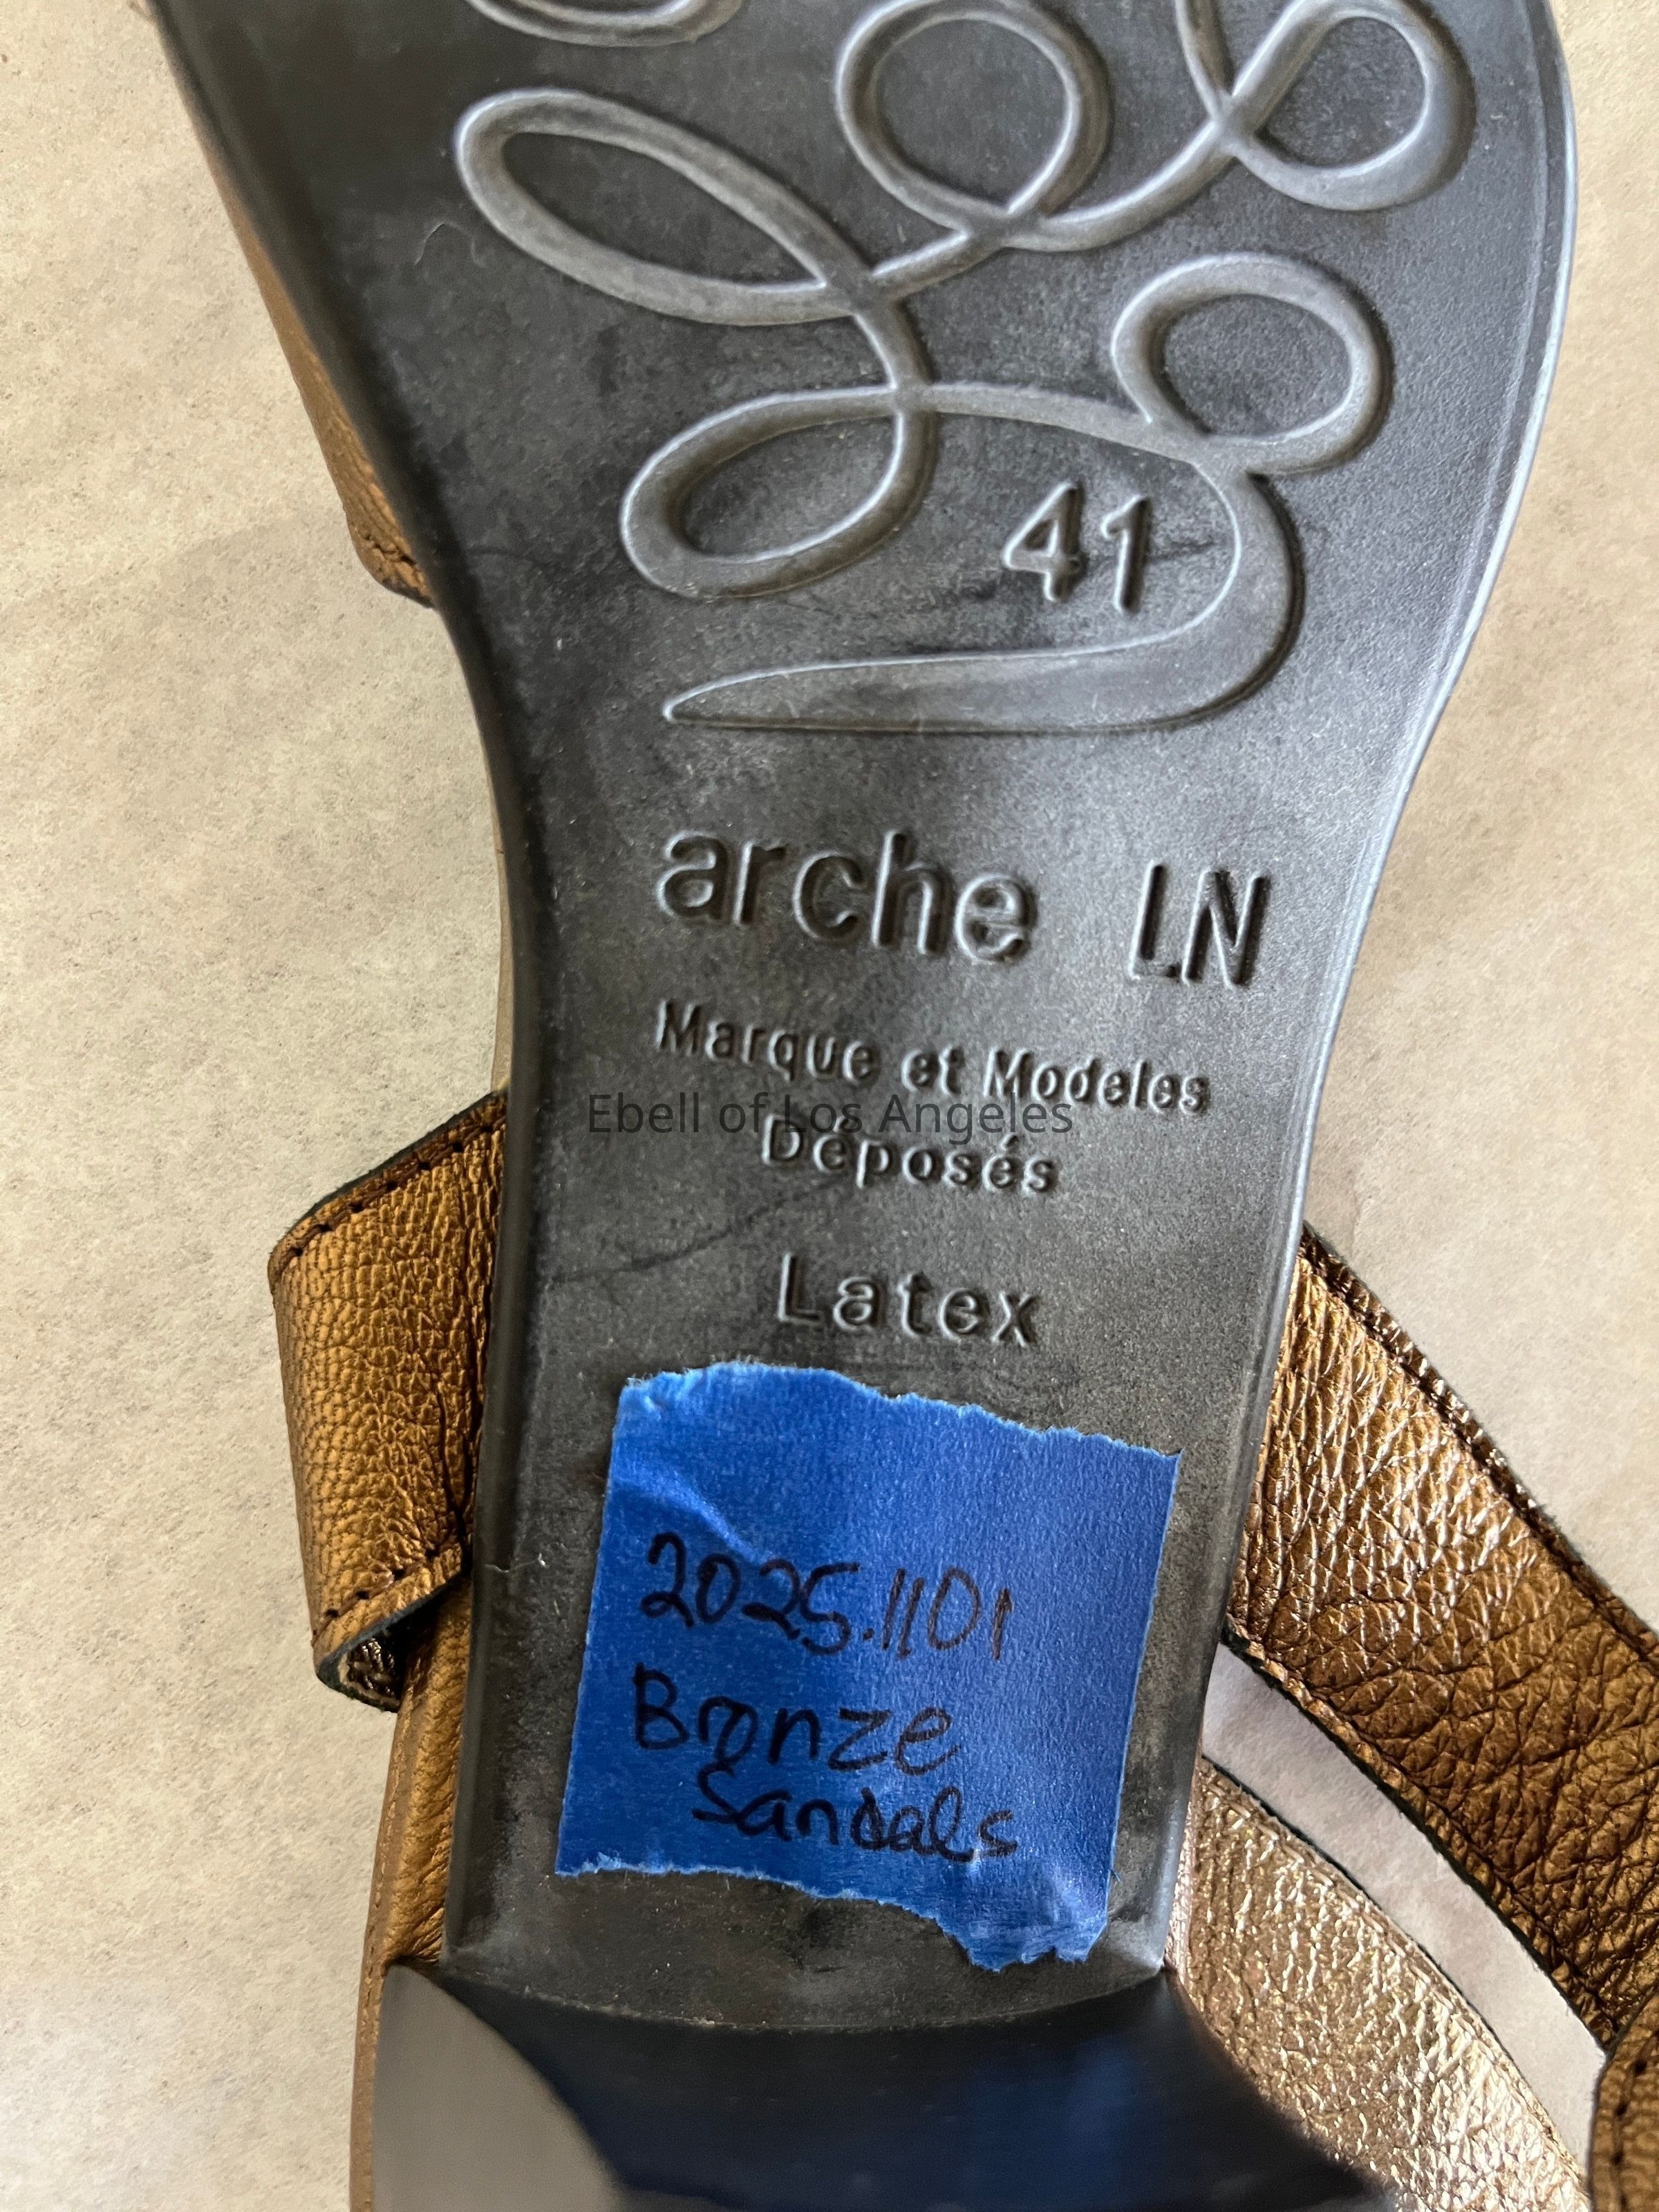 41
arche LN
Marque et Modeles
Ebell of Los Angeles
Déposés
Latex
2025.1101
Bronze
Sandals